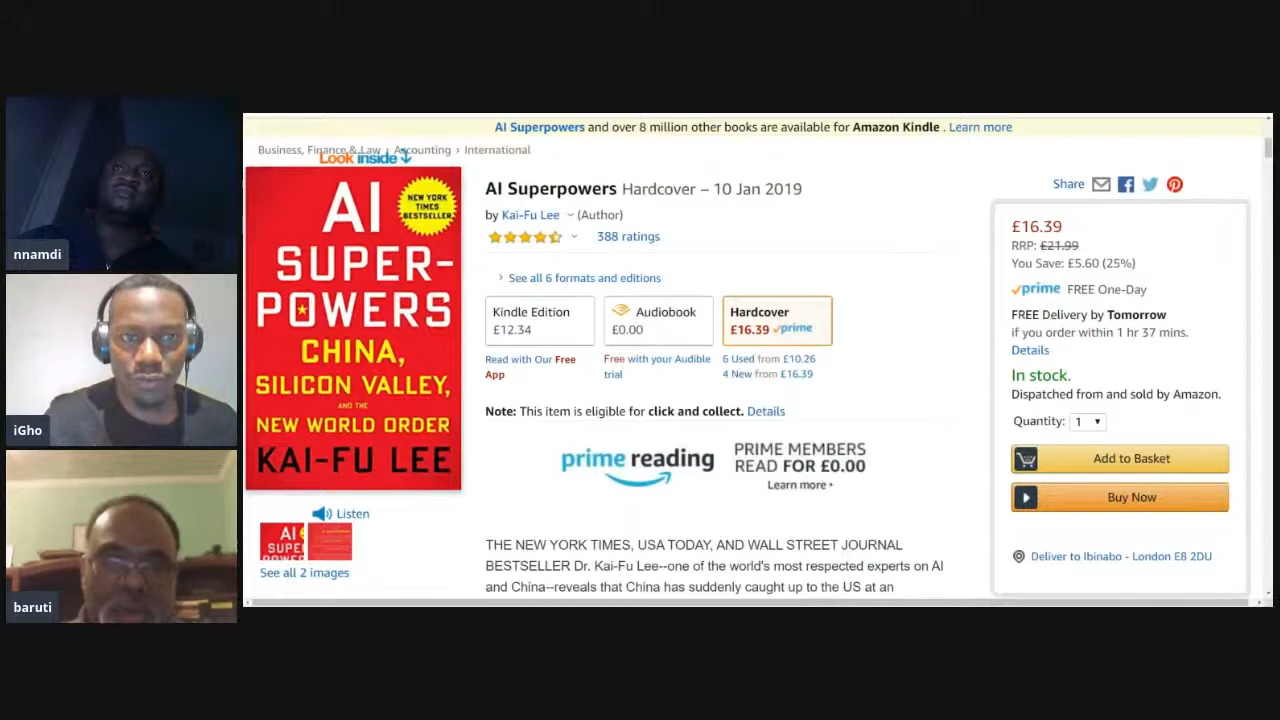 nnamdi
iGho
baruti
AI Superpowers and over 8 million other books are available for Amazon Kindle . Learn more
Business, Finance & Law › Accounting › International
Look inside
AI
SUPER-
POWERS
CHINA,
SILICON VALLEY,
AND THE
NEW WORLD ORDER
KAI-FU LEE
NEW YORK
TIMES
BESTSELLER
Listen
AI
SUPER
POWERS
See all 2 images
AI Superpowers Hardcover – 10 Jan 2019
by Kai-Fu Lee (Author)
388 ratings
› See all 6 formats and editions
Kindle Edition
£12.34
Read with Our Free
App
Audiobook
£0.00
Free with your Audible
trial
Hardcover
£16.39 prime
6 Used from £10.26
4 New from £16.39
Note: This item is eligible for click and collect. Details
prime reading
PRIME MEMBERS
READ FOR £0.00
Learn more ›
THE NEW YORK TIMES, USA TODAY, AND WALL STREET JOURNAL
BESTSELLER Dr. Kai-Fu Lee--one of the world's most respected experts on AI
and China--reveals that China has suddenly caught up to the US at an
Share
£16.39
RRP: £21.99
You Save: £5.60 (25%)
prime FREE One-Day
FREE Delivery by Tomorrow
if you order within 1 hr 37 mins.
Details
In stock.
Dispatched from and sold by Amazon.
Quantity: 1
Add to Basket
Buy Now
Deliver to Ibinabo - London E8 2DU